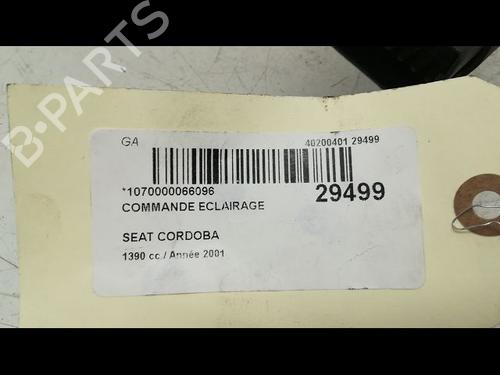 B-PARTS
GA
40200401 29499
*1070000066096
29499
COMMANDE ECLAIRAGE
SEAT CORDOBA
1390 cc / Année 2001